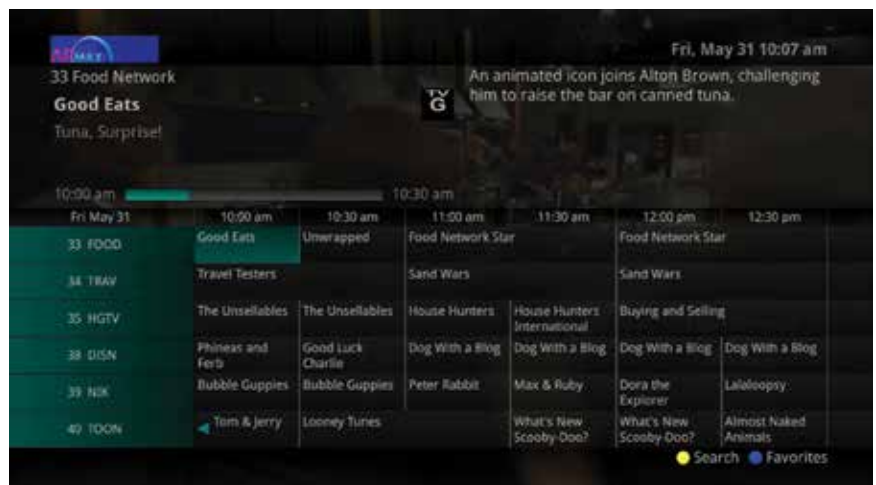 Fri, May 31 10:07 am
33 Food Network
An animated icon joins Alton Brown, challenging
him to raise the bar on canned tuna.
TV
G
Good Eats
Tuna, Surprise!
10:00 am 10:30 am
Fri May 31 10:00 am 10:30 am 11:00 am 11:30 am 12:00 pm 12:30 pm
33 FOOD Good Eats Unwrapped Food Network Star Food Network Star
34 TRAV Travel Testers Sand Wars Sand Wars
35 HGTV The Unsellables The Unsellables House Hunters House Hunters Buying and Selling
International
38 DISN Phineas and Good Luck Dog With a Blog Dog With a Blog Dog With a Blog Dog With a Blog
Ferb Charlie
39 NIK Bubble Guppies Bubble Guppies Peter Rabbit Max & Ruby Dora the Lalaloopsy
Explorer
40 TOON Tom & Jerry Looney Tunes What's New What's New Almost Naked
Scooby-Doo? Scooby-Doo? Animals
Search Favorites